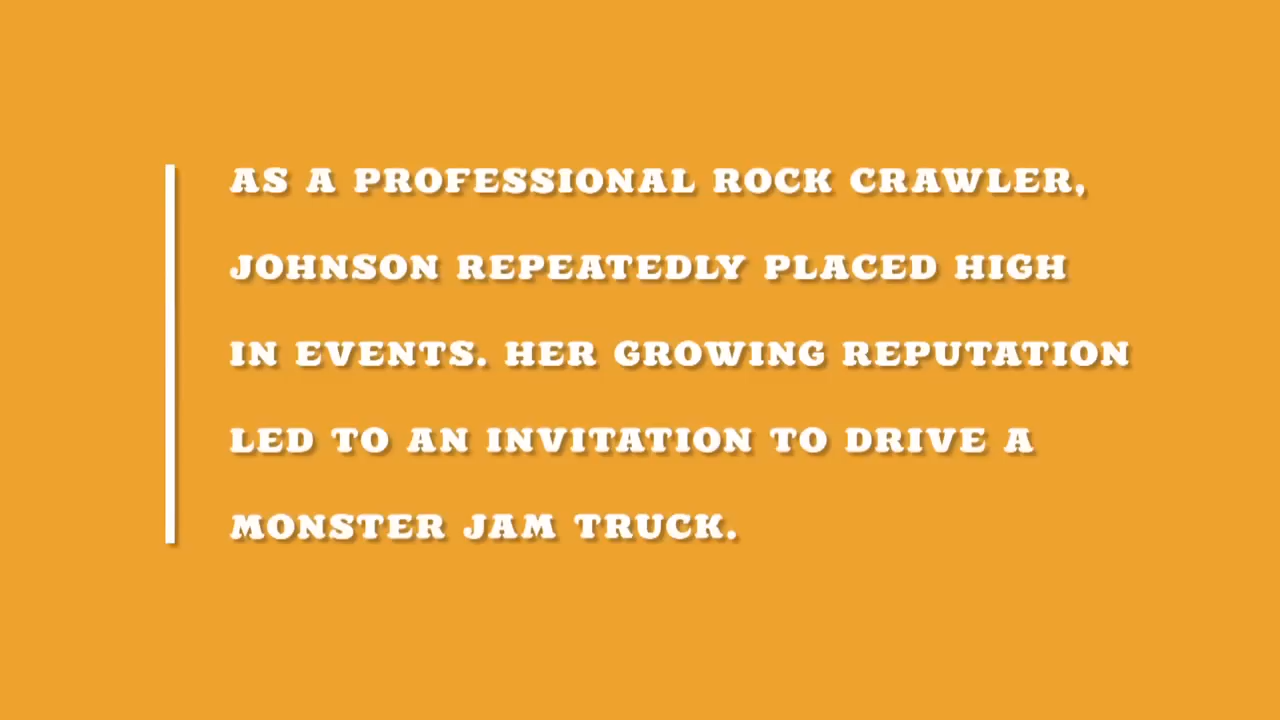 AS A PROFESSIONAL ROCK CRAWLER,
JOHNSON REPEATEDLY PLACED HIGH
IN EVENTS. HER GROWING REPUTATION
LED TO AN INVITATION TO DRIVE A
MONSTER JAM TRUCK.